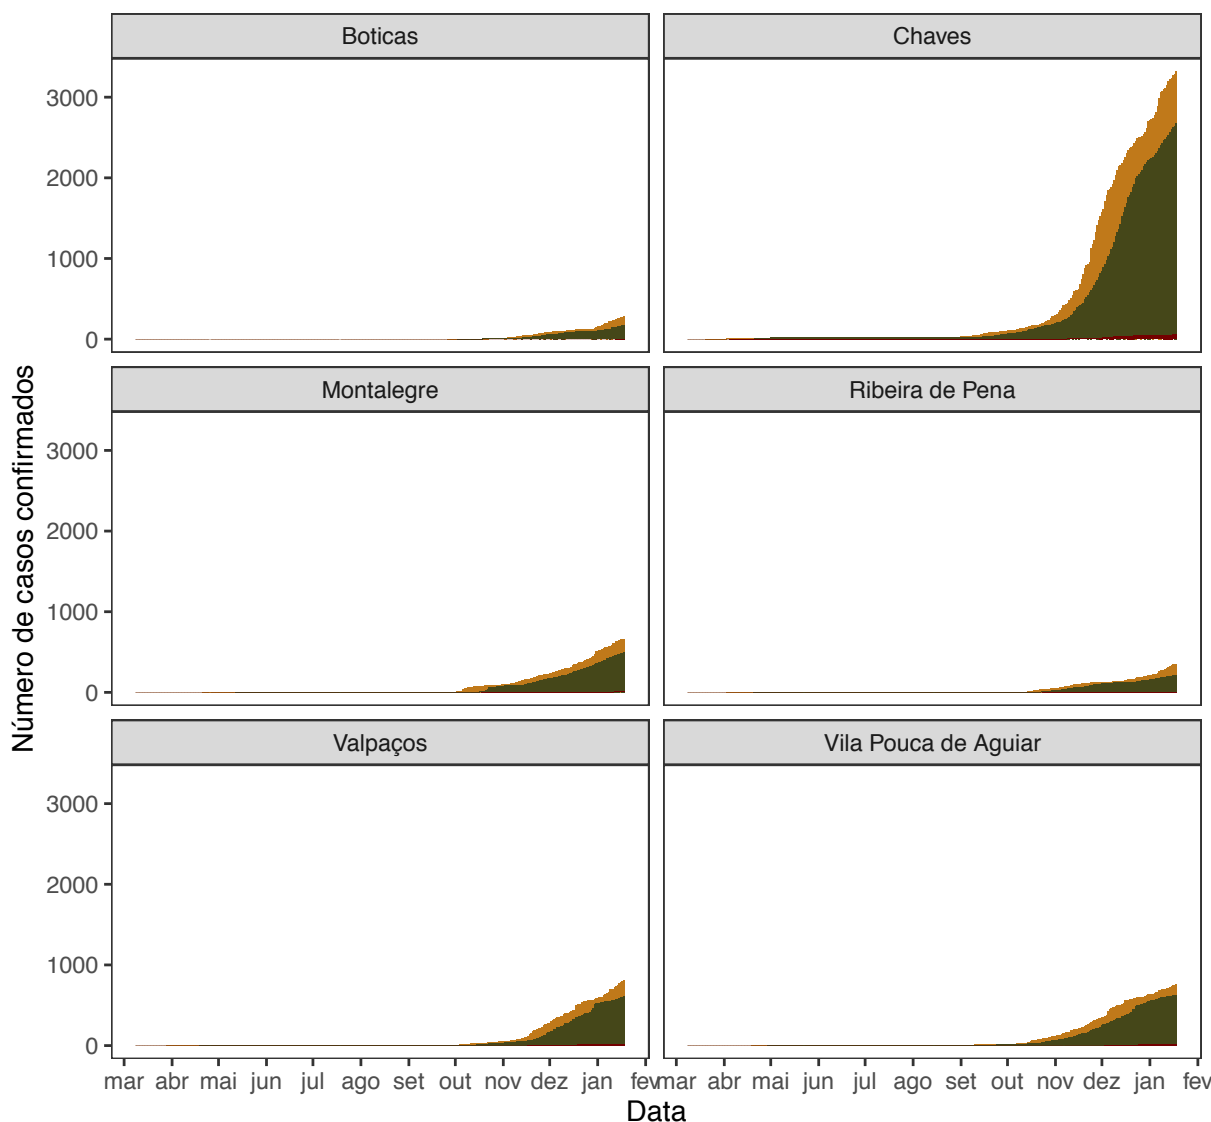 Boticas
Chaves
3000
2000
1000
0
Montalegre
Ribeira de Pena
3000
2000
1000
0
Número de casos confirmados
Valpaços
Vila Pouca de Aguiar
3000
2000
1000
0
mar abr mai jun jul ago set out nov dez jan fev
mar abr mai jun jul ago set out nov dez jan fev
Data